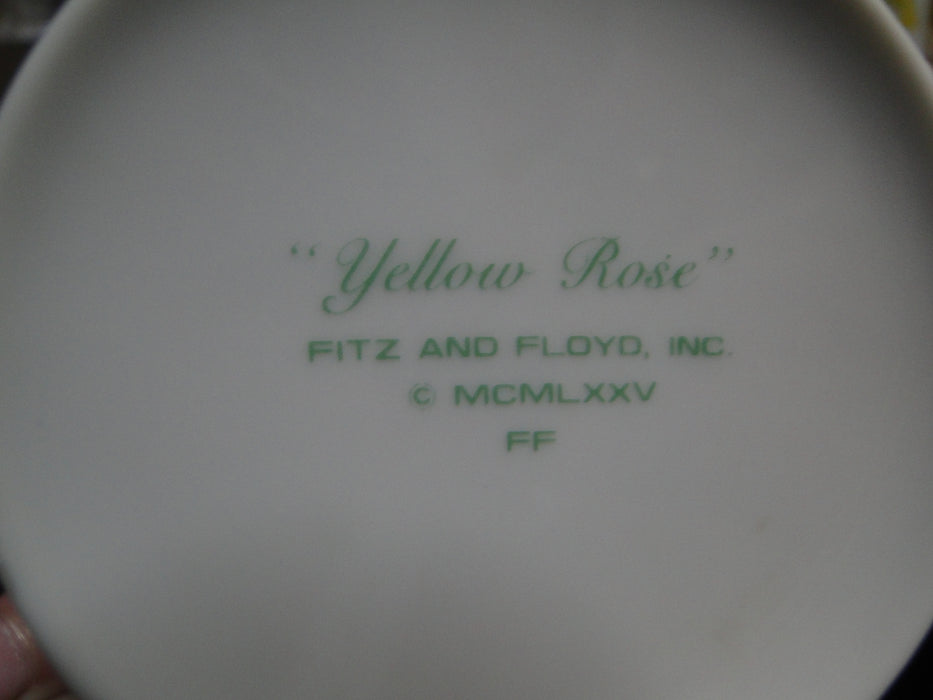 “Yellow Rose”
FITZ AND FLOYD, INC.
© MCMLXXV
FF